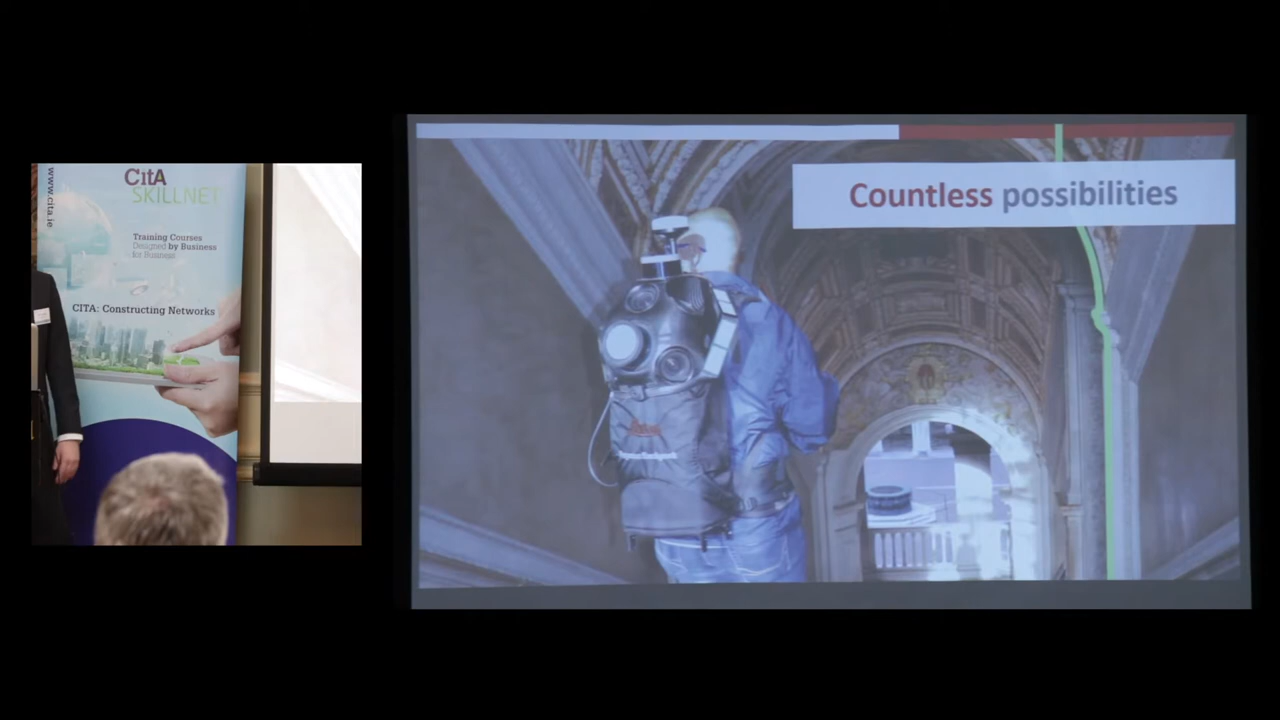 www.cita.ie
CitA
SKILLNET
Training Courses
Designed by Business
for Business
CITA: Constructing Networks
Countless possibilities